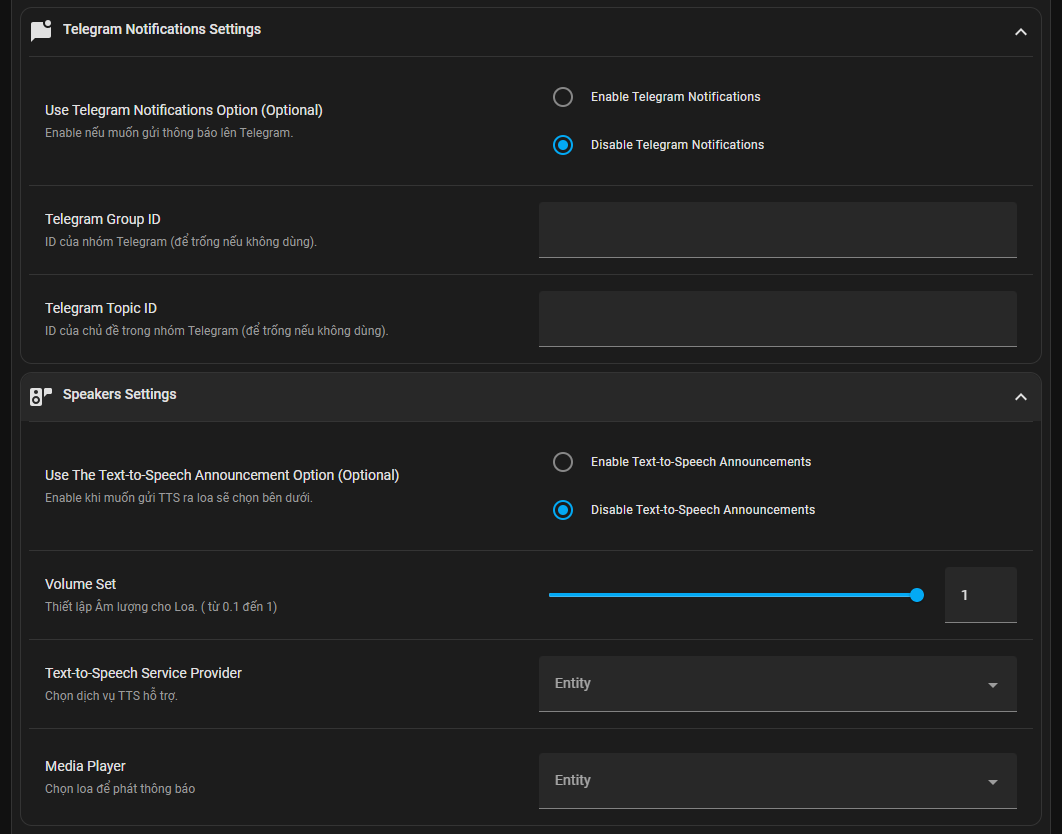 Telegram Notifications Settings
Use Telegram Notifications Option (Optional)
Enable nếu muốn gửi thông báo lên Telegram.
Enable Telegram Notifications
Disable Telegram Notifications
Telegram Group ID
ID của nhóm Telegram (để trống nếu không dùng).
Telegram Topic ID
ID của chủ đề trong nhóm Telegram (để trống nếu không dùng).
Speakers Settings
Use The Text-to-Speech Announcement Option (Optional)
Enable khi muốn gửi TTS ra loa sẽ chọn bên dưới.
Enable Text-to-Speech Announcements
Disable Text-to-Speech Announcements
Volume Set
Thiết lập Âm lượng cho Loa. ( từ 0.1 đến 1)
1
Text-to-Speech Service Provider
Chọn dịch vụ TTS hỗ trợ.
Entity
Media Player
Chọn loa để phát thông báo
Entity